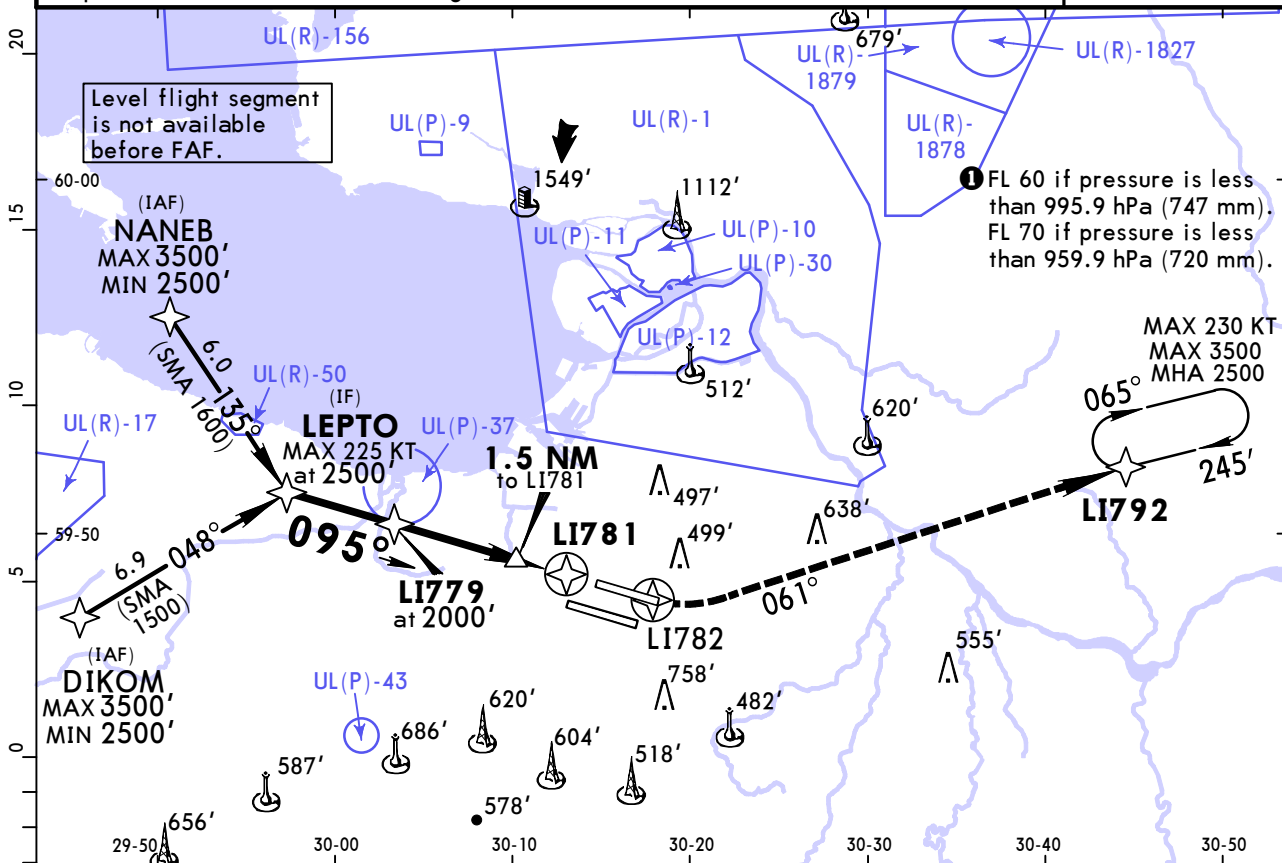 20
UL(R)-156
679'
UL(R)-
1879
UL(R)-1827
Level flight segment
is not available
before FAF.
UL(P)-9
UL(R)-1
UL(R)-
1878
60-00
1549'
1112'
1 FL 60 if pressure is less
than 995.9 hPa (747 mm).
FL 70 if pressure is less
than 959.9 hPa (720 mm).
15
(IAF)
NANEB
MAX 3500'
MIN 2500'
UL(P)-11
UL(P)-10
UL(P)-30
UL(P)-12
512'
MAX 230 KT
MAX 3500
MHA 2500
065°
245'
LI792
6.0
135°
(SMA 1600)
UL(R)-50
10
UL(R)-17
(IF)
LEPTO
MAX 225 KT
at 2500'
UL(P)-37
1.5 NM
to LI781
620'
497'
499'
638'
59-50
095°
LI781
LI779
at 2000'
LI782
061°
5
6.9
048°
(SMA
1500)
(IAF)
DIKOM
MAX 3500'
MIN 2500'
UL(P)-43
758'
555'
482'
620'
686'
604'
518'
0
587'
578'
656'
29-50
30-00
30-10
30-20
30-30
30-40
30-50